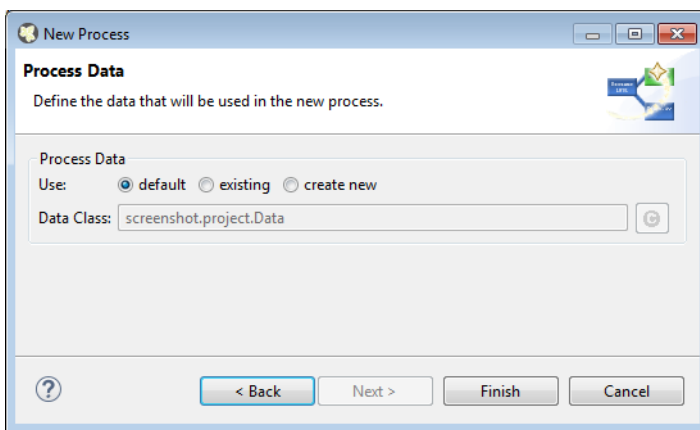 New Process
Process Data
Define the data that will be used in the new process.
Process Data
Use: default existing create new
Data Class: screenshot.project.Data
< Back Next > Finish Cancel